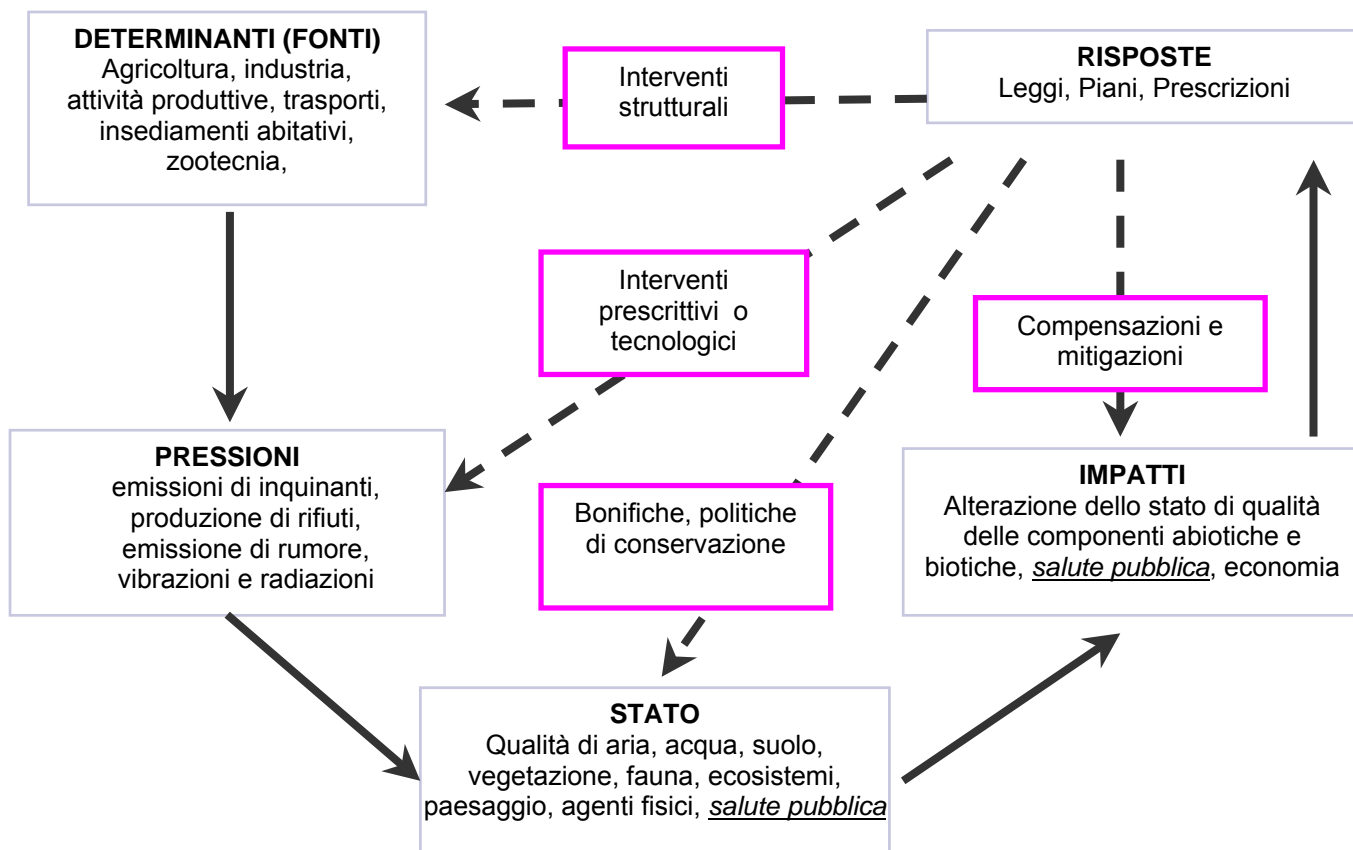 DETERMINANTI (FONTI)
Agricoltura, industria,
attività produttive, trasporti,
insediamenti abitativi,
zootecnia,
Interventi
strutturali
RISPOSTE
Leggi, Piani, Prescrizioni
Interventi
prescrittivi o
tecnologici
Compensazioni e
mitigazioni
PRESSIONI
emissioni di inquinanti,
produzione di rifiuti,
emissione di rumore,
vibrazioni e radiazioni
Bonifiche, politiche
di conservazione
IMPATTI
Alterazione dello stato di qualità
delle componenti abiotiche e
biotiche, salute pubblica, economia
STATO
Qualità di aria, acqua, suolo,
vegetazione, fauna, ecosistemi,
paesaggio, agenti fisici, salute pubblica